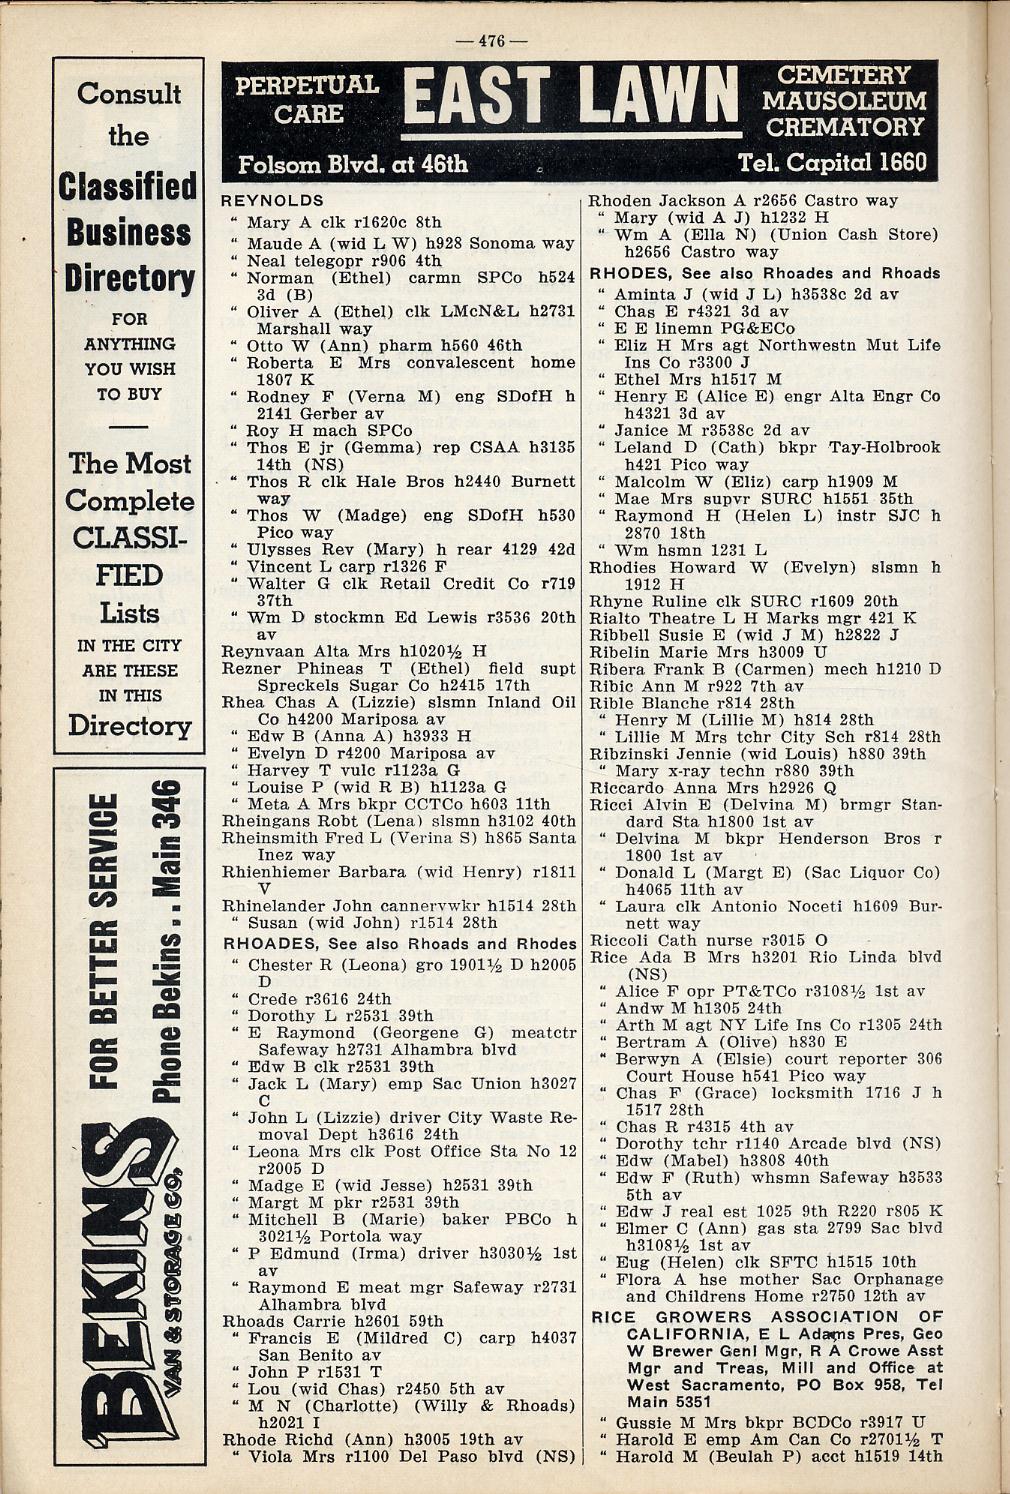 — 476 —
Consult
the
Classified
Business
Directory
FOR
ANYTHING
YOU WISH
TO BUY
The Most
Complete
CLASSI-
FIED
Lists
IN THE CITY
ARE THESE
IN THIS
Directory
BEKINS
VAN & STORAGE CO.
FOR BETTER SERVICE
Phone Bekins . . Main 346
PERPETUAL
CARE
EAST LAWN
CEMETERY
MAUSOLEUM
CREMATORY
Folsom Blvd. at 46th
Tel. Capital 1660
REYNOLDS
“ Mary A clk r1620c 8th
“ Maude A (wid L W) h928 Sonoma way
“ Neal telegopr r906 4th
“ Norman (Ethel) carmn SPCo h524
3d (B)
“ Oliver A (Ethel) clk LMcN&L h2731
Marshall way
“ Otto W (Ann) pharm h560 46th
“ Roberta E Mrs convalescent home
1807 K
“ Rodney F (Verna M) eng SDofH h
2141 Gerber av
“ Roy H mach SPCo
“ Thos E jr (Gemma) rep CSAA h3135
14th (NS)
“ Thos R clk Hale Bros h2440 Burnett
way
“ Thos W (Madge) eng SDofH h530
Pico way
“ Ulysses Rev (Mary) h rear 4129 42d
“ Vincent L carp r1326 F
“ Walter G clk Retail Credit Co r719
37th
“ Wm D stockmn Ed Lewis r3536 20th
av
Reynvaan Alta Mrs h1020½ H
Rezner Phineas T (Ethel) field supt
Spreckels Sugar Co h2415 17th
Rhea Chas A (Lizzie) slsmn Inland Oil
Co h4200 Mariposa av
“ Edw B (Anna A) h3933 H
“ Evelyn D r4200 Mariposa av
“ Harvey T vulc r1123a G
“ Louise P (wid R B) h1123a G
“ Meta A Mrs bkpr CCTCo h603 11th
Rheingans Robt (Lena) slsmn h3102 40th
Rheinsmith Fred L (Verina S) h865 Santa
Inez way
Rhienhiemer Barbara (wid Henry) r1811
V
Rhinelander John cannervwkr h1514 28th
“ Susan (wid John) r1514 28th
RHOADES, See also Rhoads and Rhodes
“ Chester R (Leona) gro 1901½ D h2005
D
“ Crede r3616 24th
“ Dorothy L r2531 39th
“ E Raymond (Georgene G) meatctr
Safeway h2731 Alhambra blvd
“ Edw B clk r2531 39th
“ Jack L (Mary) emp Sac Union h3027
C
“ John L (Lizzie) driver City Waste Re-
moval Dept h3616 24th
“ Leona Mrs clk Post Office Sta No 12
r2005 D
“ Madge E (wid Jesse) h2531 39th
“ Margt M pkr r2531 39th
“ Mitchell B (Marie) baker PBCo h
3021½ Portola way
“ P Edmund (Irma) driver h3030½ 1st
av
“ Raymond E meat mgr Safeway r2731
Alhambra blvd
Rhoads Carrie h2601 59th
“ Francis E (Mildred C) carp h4037
San Benito av
“ John P r1531 T
“ Lou (wid Chas) r2450 5th av
“ M N (Charlotte) (Willy & Rhoads)
h2021 I
Rhode Richd (Ann) h3005 19th av
“ Viola Mrs r1100 Del Paso blvd (NS)
Rhoden Jackson A r2656 Castro way
“ Mary (wid A J) h1232 H
“ Wm A (Ella N) (Union Cash Store)
h2656 Castro way
RHODES, See also Rhoades and Rhoads
“ Aminta J (wid J L) h3538c 2d av
“ Chas E r4321 3d av
“ E E linemn PG&ECo
“ Eliz H Mrs agt Northwestn Mut Life
Ins Co r3300 J
“ Ethel Mrs h1517 M
“ Henry E (Alice E) engr Alta Engr Co
h4321 3d av
“ Janice M r3538c 2d av
“ Leland D (Cath) bkpr Tay-Holbrook
h421 Pico way
“ Malcolm W (Eliz) carp h1909 M
“ Mae Mrs supvr SURC h1551 35th
“ Raymond H (Helen L) instr SJC h
2870 18th
“ Wm hsmn 1231 L
Rhodies Howard W (Evelyn) slsmn h
1912 H
Rhyne Ruline clk SURC r1609 20th
Rialto Theatre L H Marks mgr 421 K
Ribbell Susie E (wid J M) h2822 J
Ribelin Marie Mrs h3009 U
Ribera Frank B (Carmen) mech h1210 D
Ribic Ann M r922 7th av
Rible Blanche r814 28th
“ Henry M (Lillie M) h814 28th
“ Lillie M Mrs tchr City Sch r814 28th
Ribzinski Jennie (wid Louis) h880 39th
“ Mary x-ray techn r880 39th
Riccardo Anna Mrs h2926 Q
Ricci Alvin E (Delvina M) brmgr Stan-
dard Sta h1800 1st av
“ Delvina M bkpr Henderson Bros r
1800 1st av
“ Donald L (Margt E) (Sac Liquor Co)
h4065 11th av
“ Laura clk Antonio Noceti h1609 Bur-
nett way
Riccoli Cath nurse r3015 O
Rice Ada B Mrs h3201 Rio Linda blvd
(NS)
“ Alice F opr PT&TCo r3108½ 1st av
“ Andw M h1305 24th
“ Arth M agt NY Life Ins Co r1305 24th
“ Bertram A (Olive) h830 E
“ Berwyn A (Elsie) court reporter 306
Court House h541 Pico way
“ Chas F (Grace) locksmith 1716 J h
1517 28th
“ Chas R r4315 4th av
“ Dorothy tchr r1140 Arcade blvd (NS)
“ Edw (Mabel) h3808 40th
“ Edw F (Ruth) whsmn Safeway h3533
5th av
“ Edw J real est 1025 9th R220 r805 K
“ Elmer C (Ann) gas sta 2799 Sac blvd
h3108½ 1st av
“ Eug (Helen) clk SFTC h1515 10th
“ Flora A hse mother Sac Orphanage
and Childrens Home r2750 12th av
RICE GROWERS ASSOCIATION OF
CALIFORNIA, E L Adams Pres, Geo
W Brewer Genl Mgr, R A Crowe Asst
Mgr and Treas, Mill and Office at
West Sacramento, PO Box 958, Tel
Main 5351
“ Gussie M Mrs bkpr BCDCo r3917 U
“ Harold E emp Am Can Co r2701½ T
“ Harold M (Beulah P) acct h1519 14th